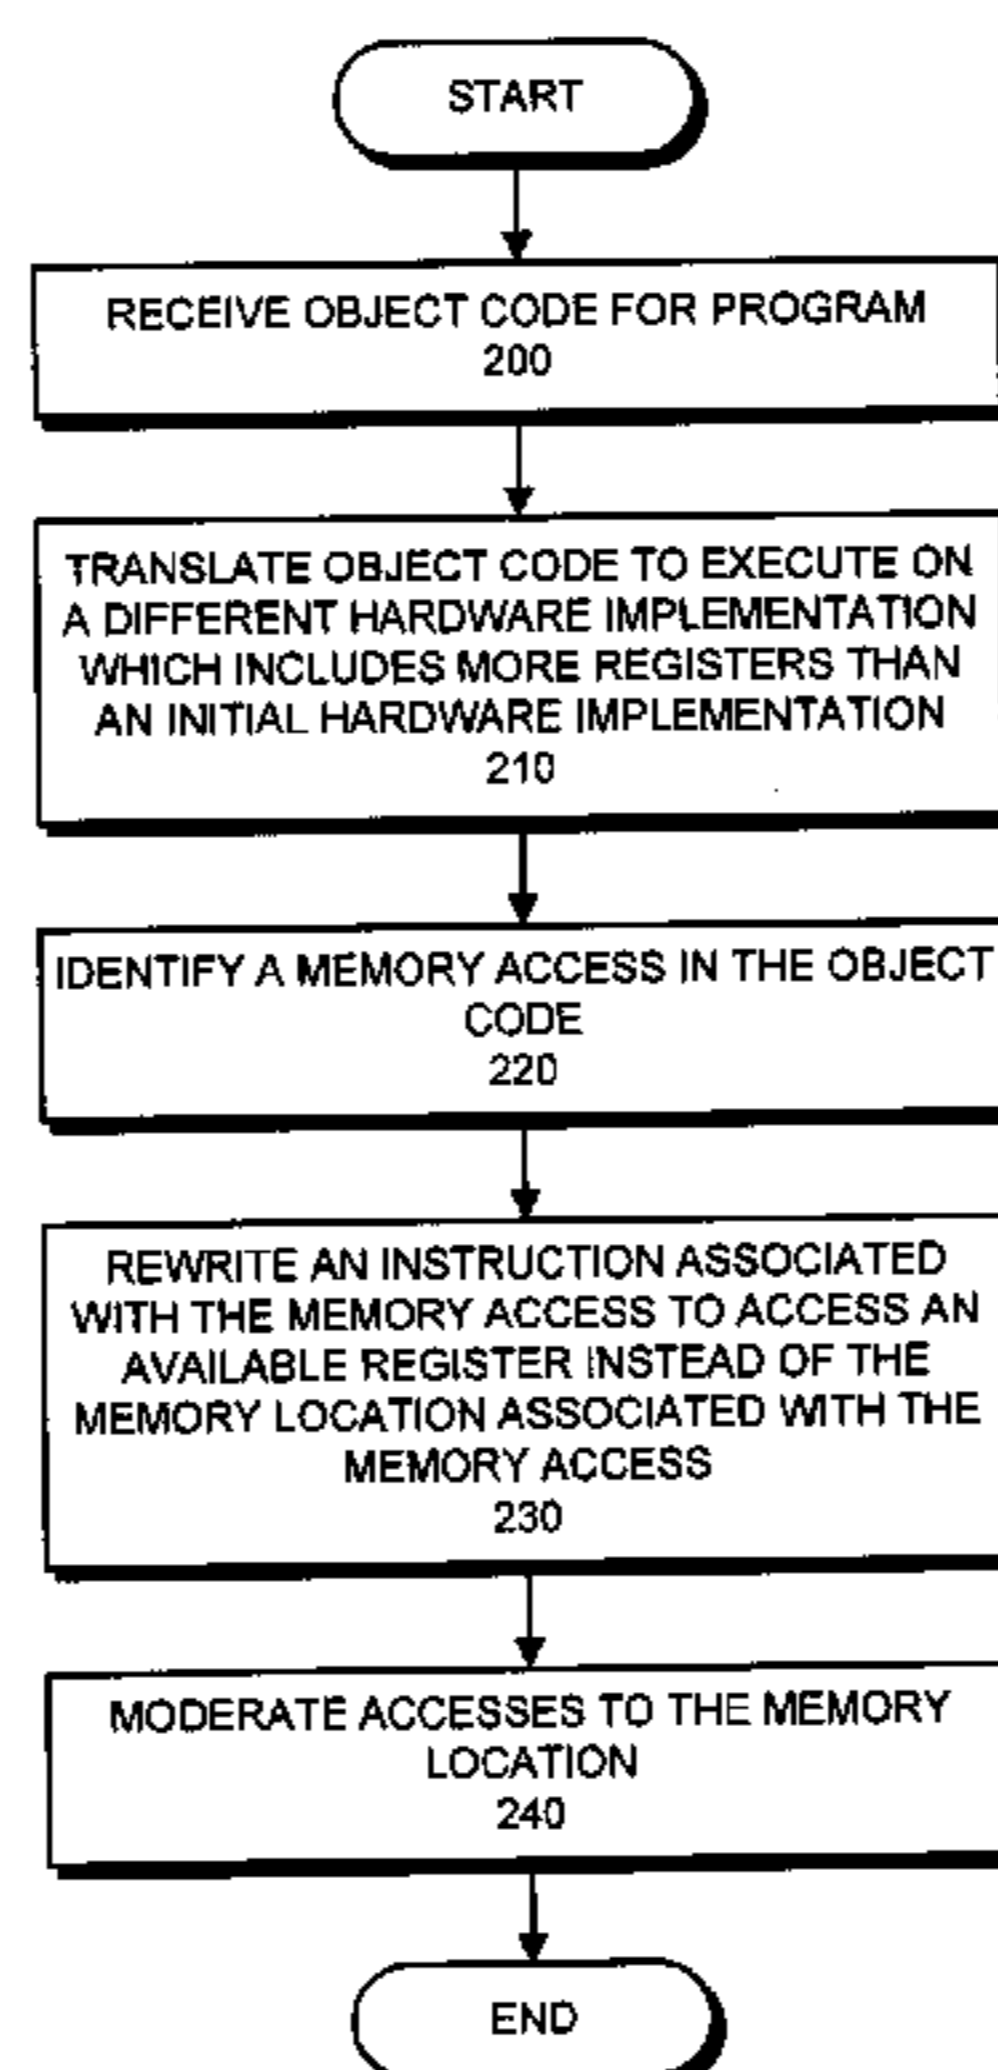 START
RECEIVE OBJECT CODE FOR PROGRAM
200
TRANSLATE OBJECT CODE TO EXECUTE ON
A DIFFERENT HARDWARE IMPLEMENTATION
WHICH INCLUDES MORE REGISTERS THAN
AN INITIAL HARDWARE IMPLEMENTATION
210
IDENTIFY A MEMORY ACCESS IN THE OBJECT
CODE
220
REWRITE AN INSTRUCTION ASSOCIATED
WITH THE MEMORY ACCESS TO ACCESS AN
AVAILABLE REGISTER INSTEAD OF THE
MEMORY LOCATION ASSOCIATED WITH THE
MEMORY ACCESS
230
MODERATE ACCESSES TO THE MEMORY
LOCATION
240
END